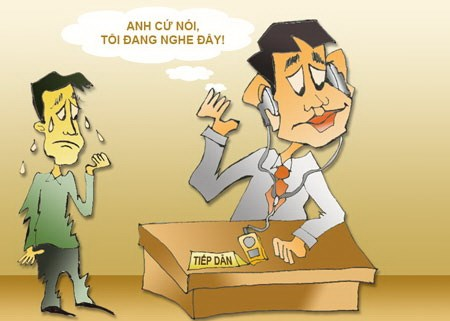 ANH CỨ NÓI,
TÔI ĐANG NGHE ĐÂY!
TIẾP DÂN